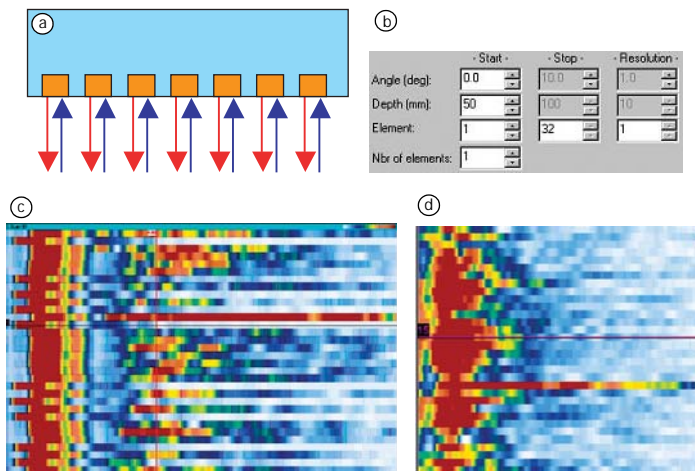 a
b
- Start -
- Stop -
- Resolution -
Angle (deg):
0.0
10.0
1.0
Depth (mm):
50
100
10
Element:
1
32
1
Nbr of elements:
1
c
d